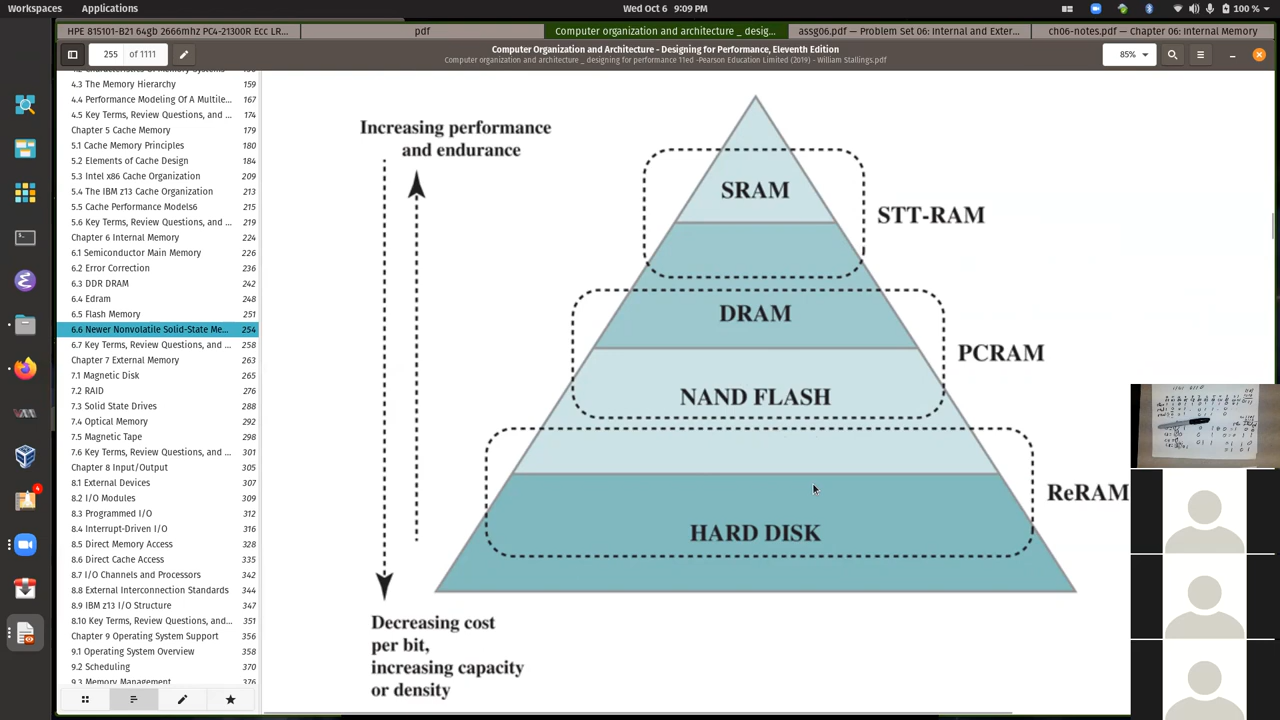 Workspaces Applications
Wed Oct 6 9:09 PM
100 %
HPE 815101-B21 64gb 2666mhz PC4-21300R Ecc LR...
pdf
Computer organization and architecture _ desig...
assg06.pdf — Problem Set 06: Internal and Exter...
ch06-notes.pdf — Chapter 06: Internal Memory
255 of 1111
Computer Organization and Architecture - Designing for Performance, Eleventh Edition
Computer organization and architecture _ designing for performance 11ed -Pearson Education Limited (2019) - William Stallings.pdf
85%
4.3 The Memory Hierarchy 159
4.4 Performance Modeling Of A Multile... 167
4.5 Key Terms, Review Questions, and ... 174
Chapter 5 Cache Memory 179
5.1 Cache Memory Principles 180
5.2 Elements of Cache Design 184
5.3 Intel x86 Cache Organization 209
5.4 The IBM z13 Cache Organization 213
5.5 Cache Performance Models6 215
5.6 Key Terms, Review Questions, and ... 219
Chapter 6 Internal Memory 224
6.1 Semiconductor Main Memory 226
6.2 Error Correction 236
6.3 DDR DRAM 242
6.4 Edram 248
6.5 Flash Memory 251
6.6 Newer Nonvolatile Solid-State Me... 254
6.7 Key Terms, Review Questions, and ... 258
Chapter 7 External Memory 263
7.1 Magnetic Disk 265
7.2 RAID 276
7.3 Solid State Drives 288
7.4 Optical Memory 292
7.5 Magnetic Tape 298
7.6 Key Terms, Review Questions, and ... 301
Chapter 8 Input/Output 305
8.1 External Devices 307
8.2 I/O Modules 309
8.3 Programmed I/O 312
8.4 Interrupt-Driven I/O 316
8.5 Direct Memory Access 328
8.6 Direct Cache Access 335
8.7 I/O Channels and Processors 342
8.8 External Interconnection Standards 344
8.9 IBM z13 I/O Structure 347
8.10 Key Terms, Review Questions, and... 351
Chapter 9 Operating System Support 356
9.1 Operating System Overview 358
9.2 Scheduling 370
9.3 Memory Management 376
4
Increasing performance
and endurance
SRAM
STT-RAM
DRAM
PCRAM
NAND FLASH
ReRAM
HARD DISK
Decreasing cost
per bit,
increasing capacity
or density